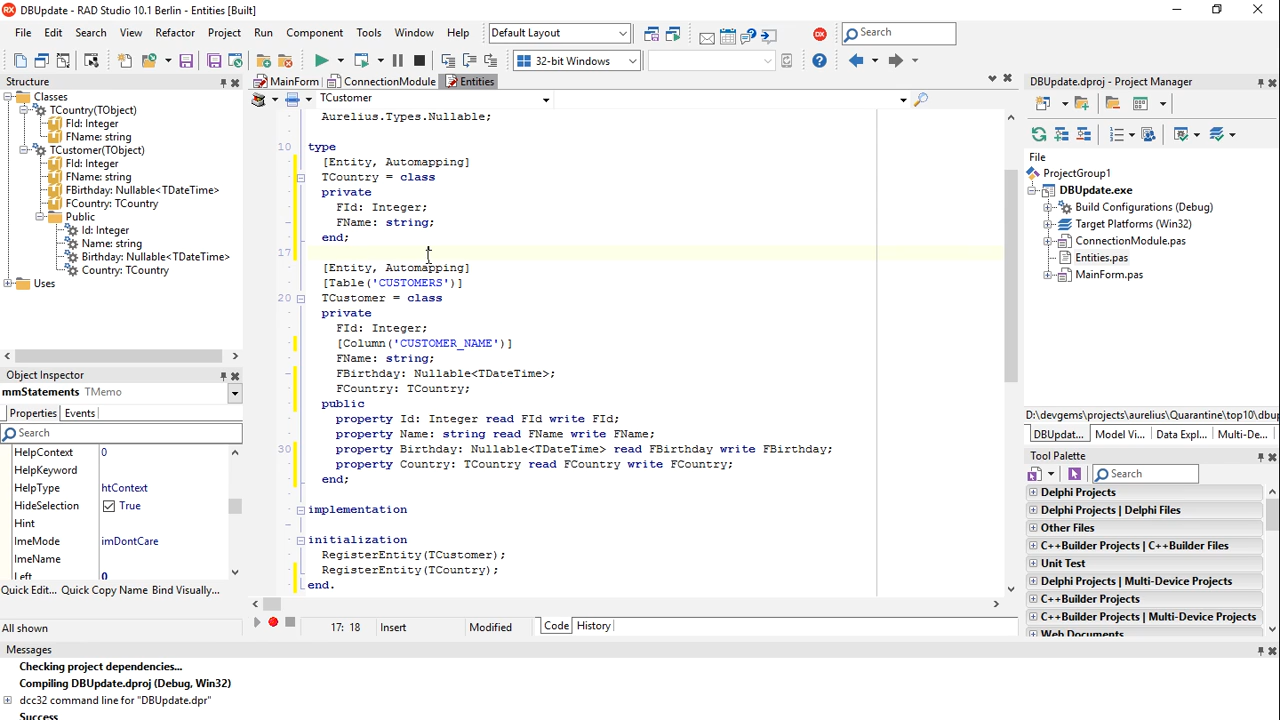 DBUpdate - RAD Studio 10.1 Berlin - Entities [Built]
File Edit Search View Refactor Project Run Component Tools Window Help Default Layout Search
32-bit Windows
Structure
Classes
TCountry(TObject)
FId: Integer
FName: string
TCustomer(TObject)
FId: Integer
FName: string
FBirthday: Nullable<TDateTime>
FCountry: TCountry
Public
Id: Integer
Name: string
Birthday: Nullable<TDateTime>
Country: TCountry
Uses
Object Inspector
mmStatements TMemo
Properties Events
Search
HelpContext 0
HelpKeyword
HelpType htContext
HideSelection True
Hint
ImeMode imDontCare
ImeName
Left 0
Quick Edit... Quick Copy Name Bind Visually...
All shown
MainForm ConnectionModule Entities
TCustomer
Aurelius.Types.Nullable;
10 type
[Entity, Automapping]
TCountry = class
private
FId: Integer;
FName: string;
end;
17
[Entity, Automapping]
[Table('CUSTOMERS')]
20 TCustomer = class
private
FId: Integer;
[Column('CUSTOMER_NAME')]
FName: string;
FBirthday: Nullable<TDateTime>;
FCountry: TCountry;
public
property Id: Integer read FId write FId;
property Name: string read FName write FName;
30 property Birthday: Nullable<TDateTime> read FBirthday write FBirthday;
property Country: TCountry read FCountry write FCountry;
end;
implementation
initialization
RegisterEntity(TCustomer);
RegisterEntity(TCountry);
end.
17: 18 Insert Modified Code History
DBUpdate.dproj - Project Manager
File
ProjectGroup1
DBUpdate.exe
Build Configurations (Debug)
Target Platforms (Win32)
ConnectionModule.pas
Entities.pas
MainForm.pas
D:\devgems\projects\aurelius\Quarantine\top10\dbup
DBUpdat... Model Vi... Data Expl... Multi-De...
Tool Palette
Search
Delphi Projects
Delphi Projects | Delphi Files
Other Files
C++Builder Projects | C++Builder Files
Unit Test
Delphi Projects | Multi-Device Projects
C++Builder Projects
C++Builder Projects | Multi-Device Projects
Web Documents
Messages
Checking project dependencies...
Compiling DBUpdate.dproj (Debug, Win32)
dcc32 command line for "DBUpdate.dpr"
Success